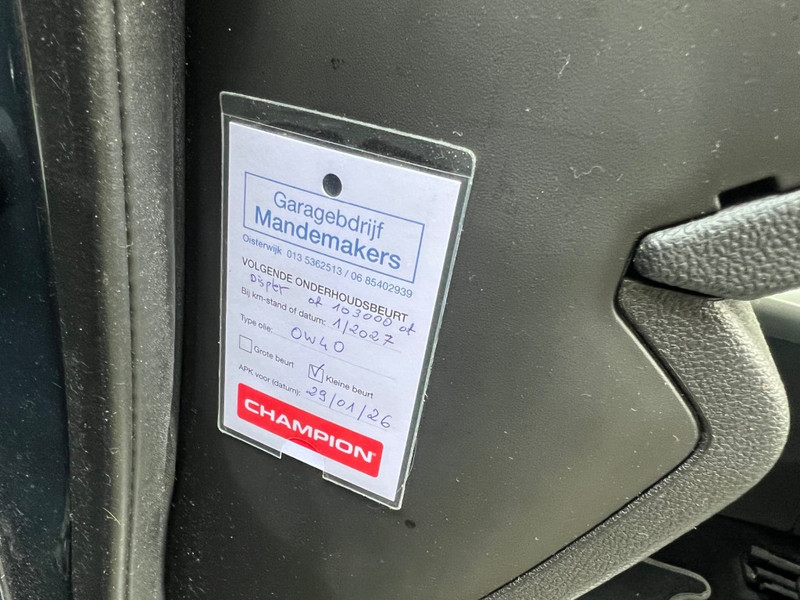 Garagebdrijf
Mandemakers
Oisterwijk 013 5362513 / 06 85402939
VOLGENDE ONDERHOUDSBEURT
Bij km-stand of datum: of 103000 of
1/2027
Type olie: 0W40
Grote beurt Kleine beurt
APK voor (datum): 29/01/26
CHAMPION